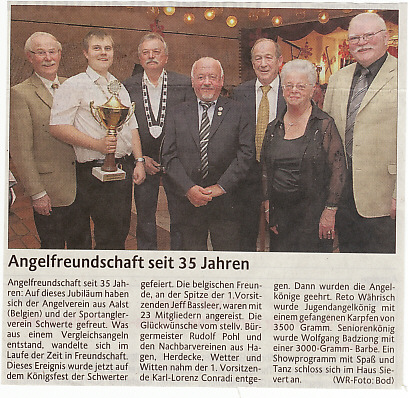 Angelfreundschaft seit 35 Jahren
Angelfreundschaft seit 35 Jah-
ren: Auf dieses Jubiläum haben
sich der Angelverein aus Aalst
(Belgien) und der Sportangler-
verein Schwerte gefreut. Was
aus einem Vergleichsangeln
entstand, wandelte sich im
Laufe der Zeit in Freundschaft.
Dieses Ereignis wurde jetzt auf
dem Königsfest der Schwerter
gefeiert. Die belgischen Freun-
de, an der Spitze der 1.Vorsit-
zenden Jeff Bassleer, waren mit
23 Mitgliedern angereist. Die
Glückwünsche vom stellv. Bür-
germeister Rudolf Pohl und
den Nachbarvereinen aus Ha-
gen, Herdecke, Wetter und
Witten nahm der 1. Vorsitzen-
de Karl-Lorenz Conradi entge-
gen. Dann wurden die Angel-
könige geehrt. Reto Währisch
wurde Jugendangelkönig mit
einem gefangenen Karpfen von
3500 Gramm. Seniorenkönig
wurde Wolfgang Badziong mit
einer 3000-Gramm- Barbe. Ein
Showprogramm mit Spaß und
Tanz schloss sich im Haus Sie-
vert an. (WR-Foto: Bod)